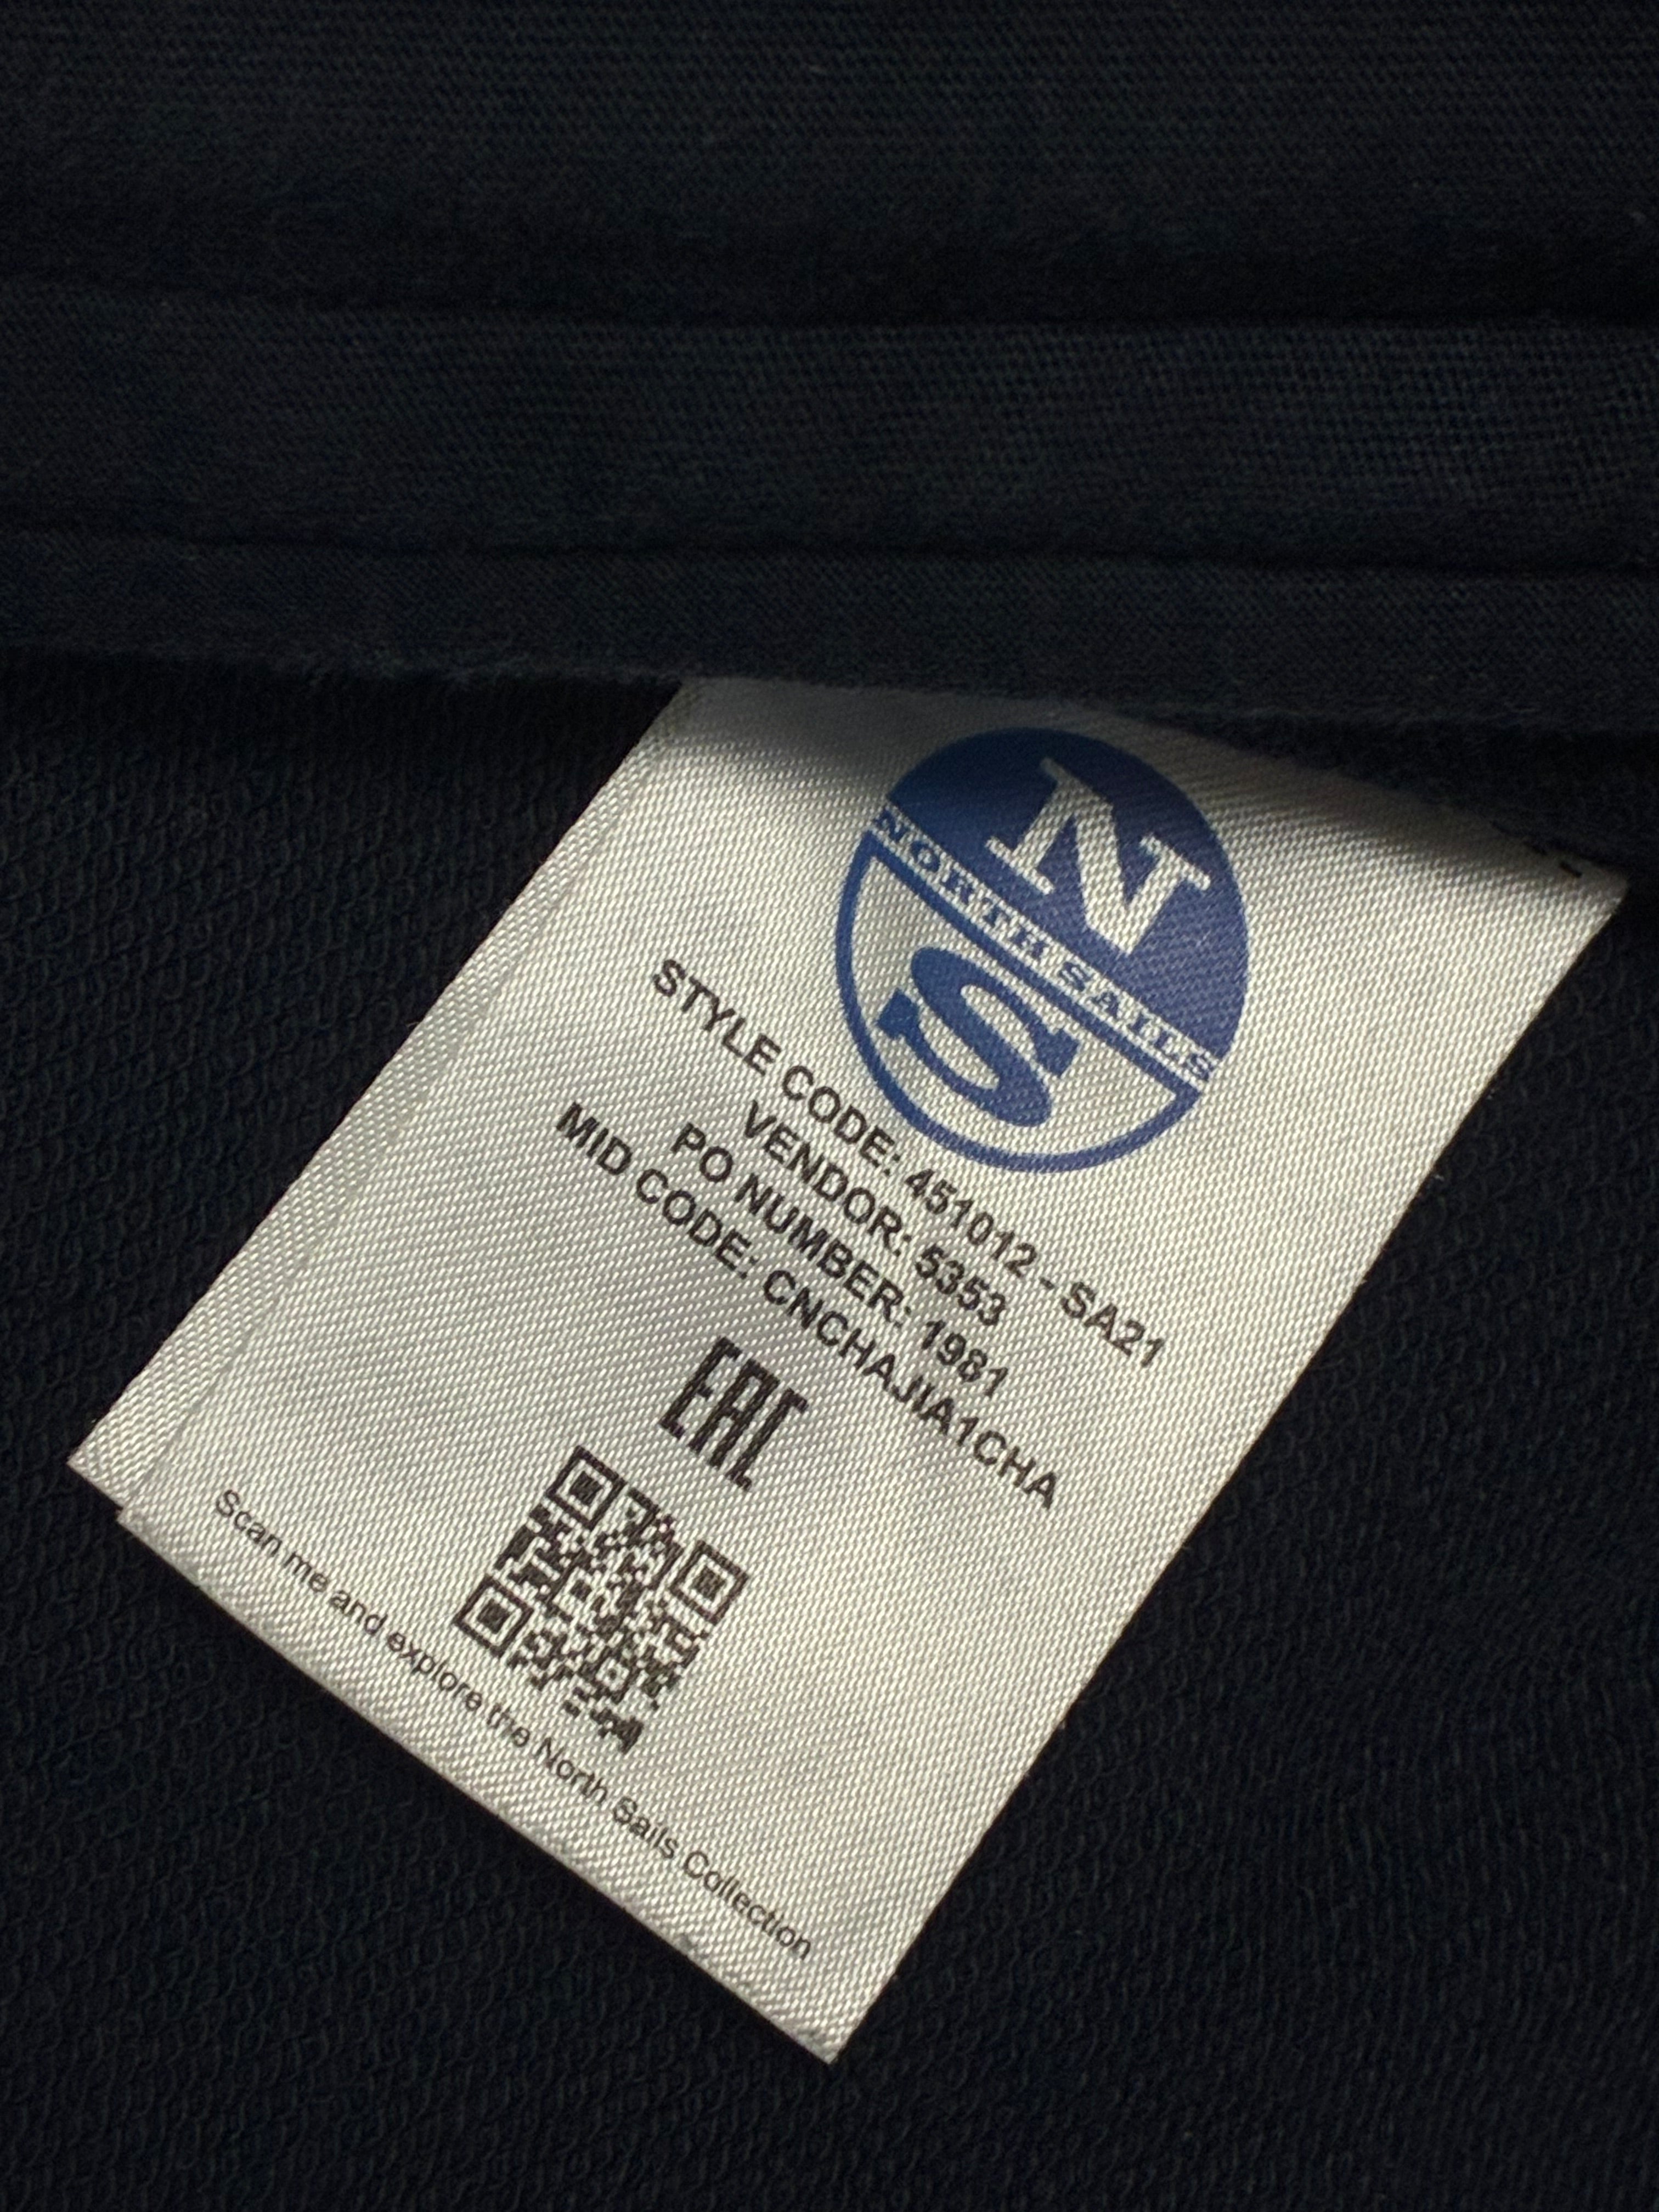 N
NORTH SAILS
S
STYLE CODE: 451012 - SA21
VENDOR: 5353
PO NUMBER: 1981
MID CODE: CNCHAJIA1CHA
EAC
Scan me and explore the North Sails Collection